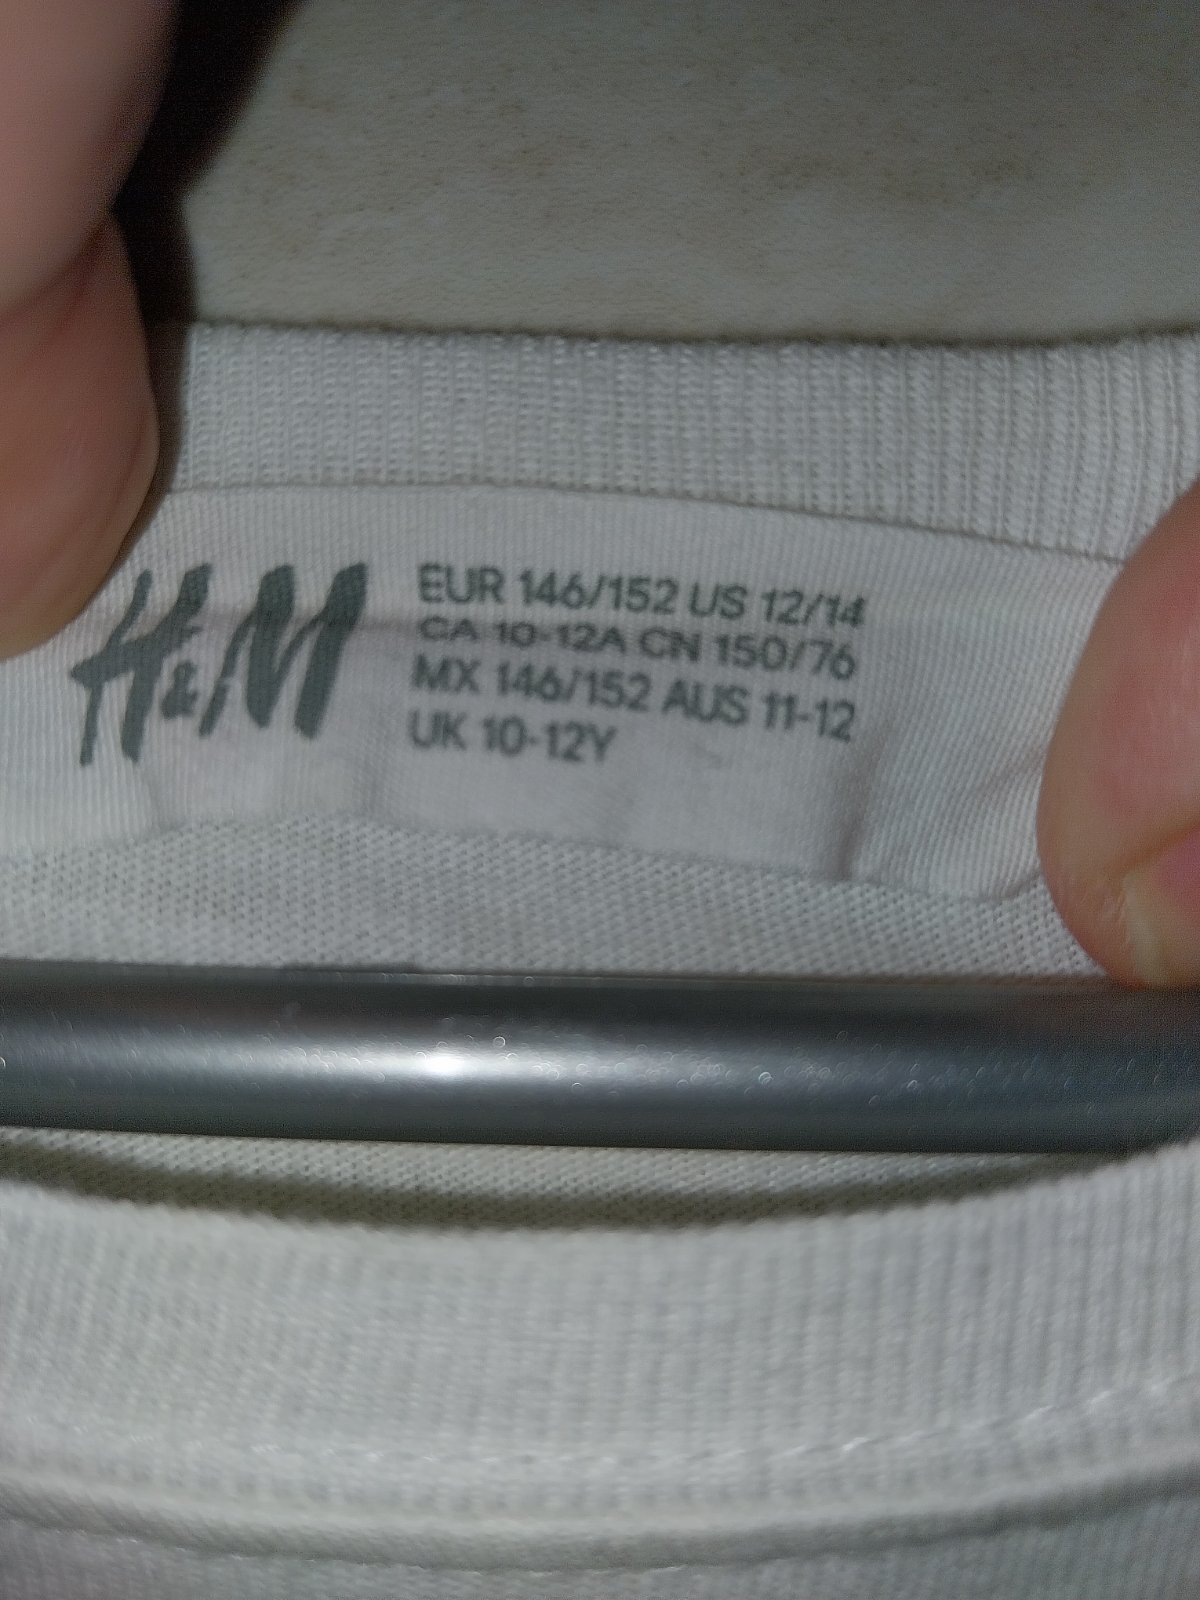 H&M
EUR 146/152 US 12/14
CA 10-12A CN 150/76
MX 146/152 AUS 11-12
UK 10-12Y